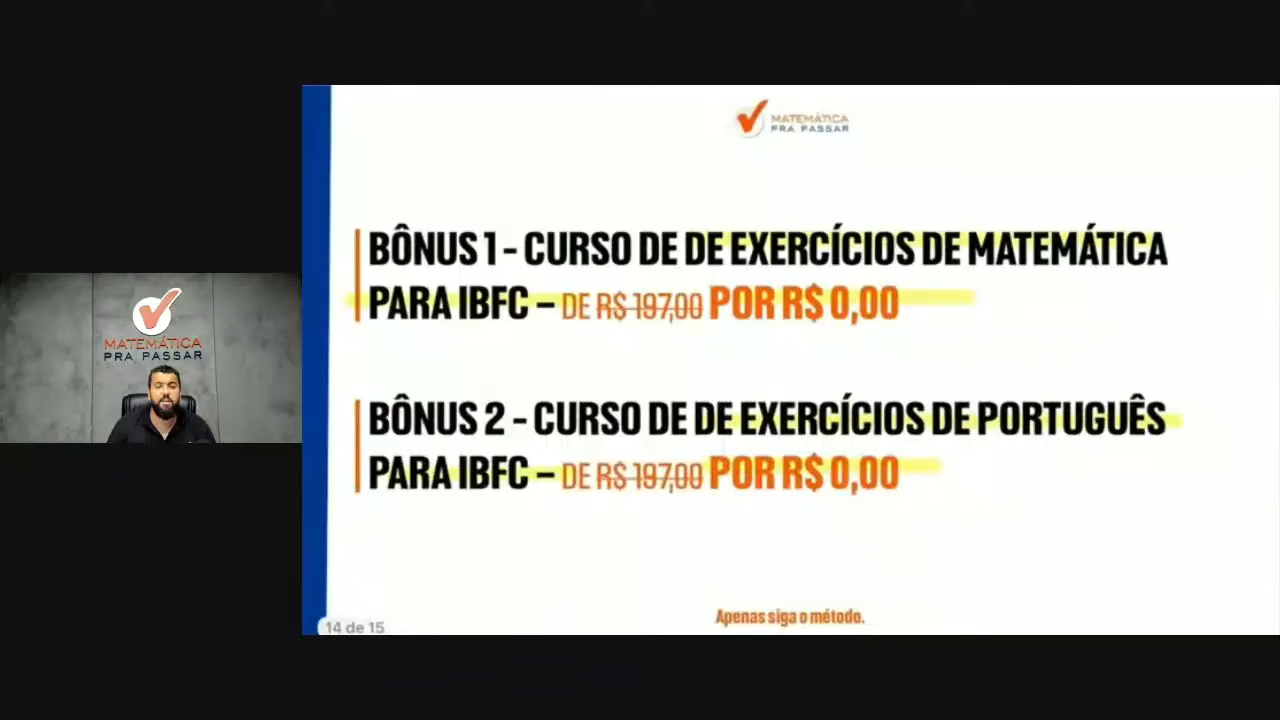 MATEMÁTICA
PRA PASSAR
BÔNUS 1 - CURSO DE DE EXERCÍCIOS DE MATEMÁTICA
PARA IBFC – DE R$ 197,00 POR R$ 0,00
BÔNUS 2 - CURSO DE DE EXERCÍCIOS DE PORTUGUÊS
PARA IBFC – DE R$ 197,00 POR R$ 0,00
Apenas siga o método.
14 de 15
MATEMÁTICA
PRA PASSAR